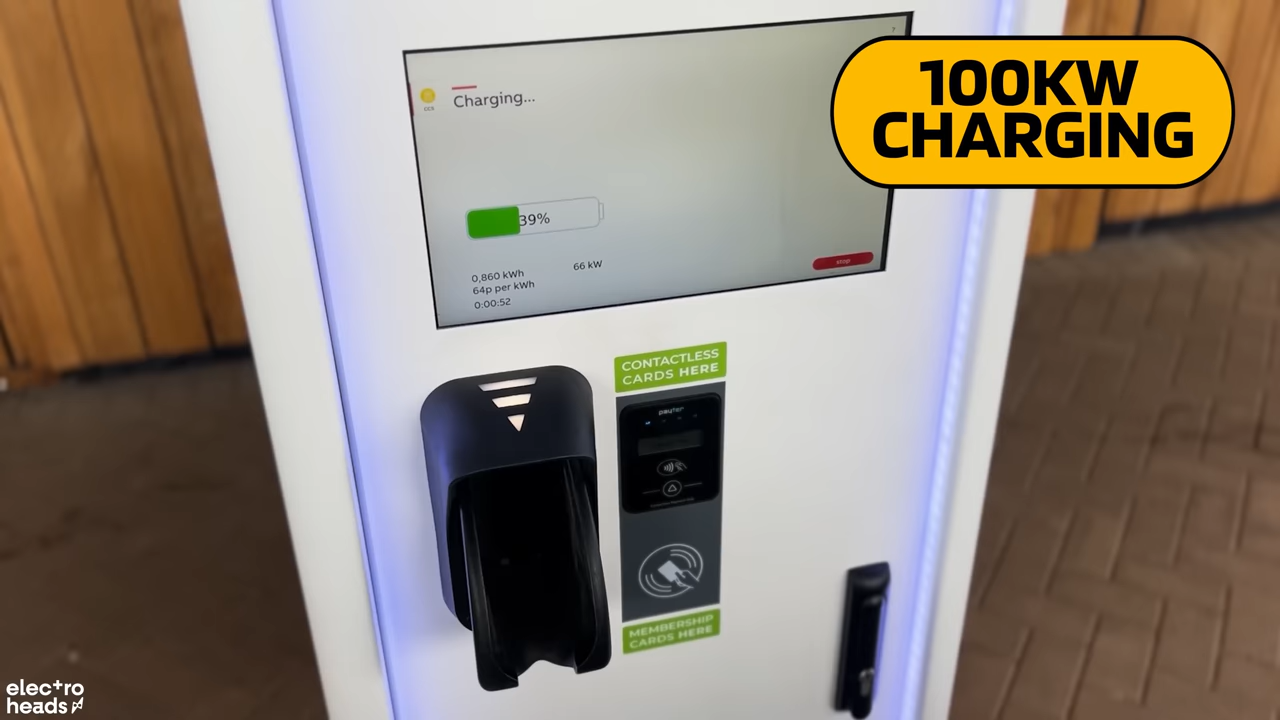 100KW
CHARGING
CCS
Charging...
39%
0,860 kWh
66 kW
64p per kWh
0:00:52
stop
?
CONTACTLESS
CARDS HERE
payter
MEMBERSHIP
CARDS HERE
elec+ro
heads